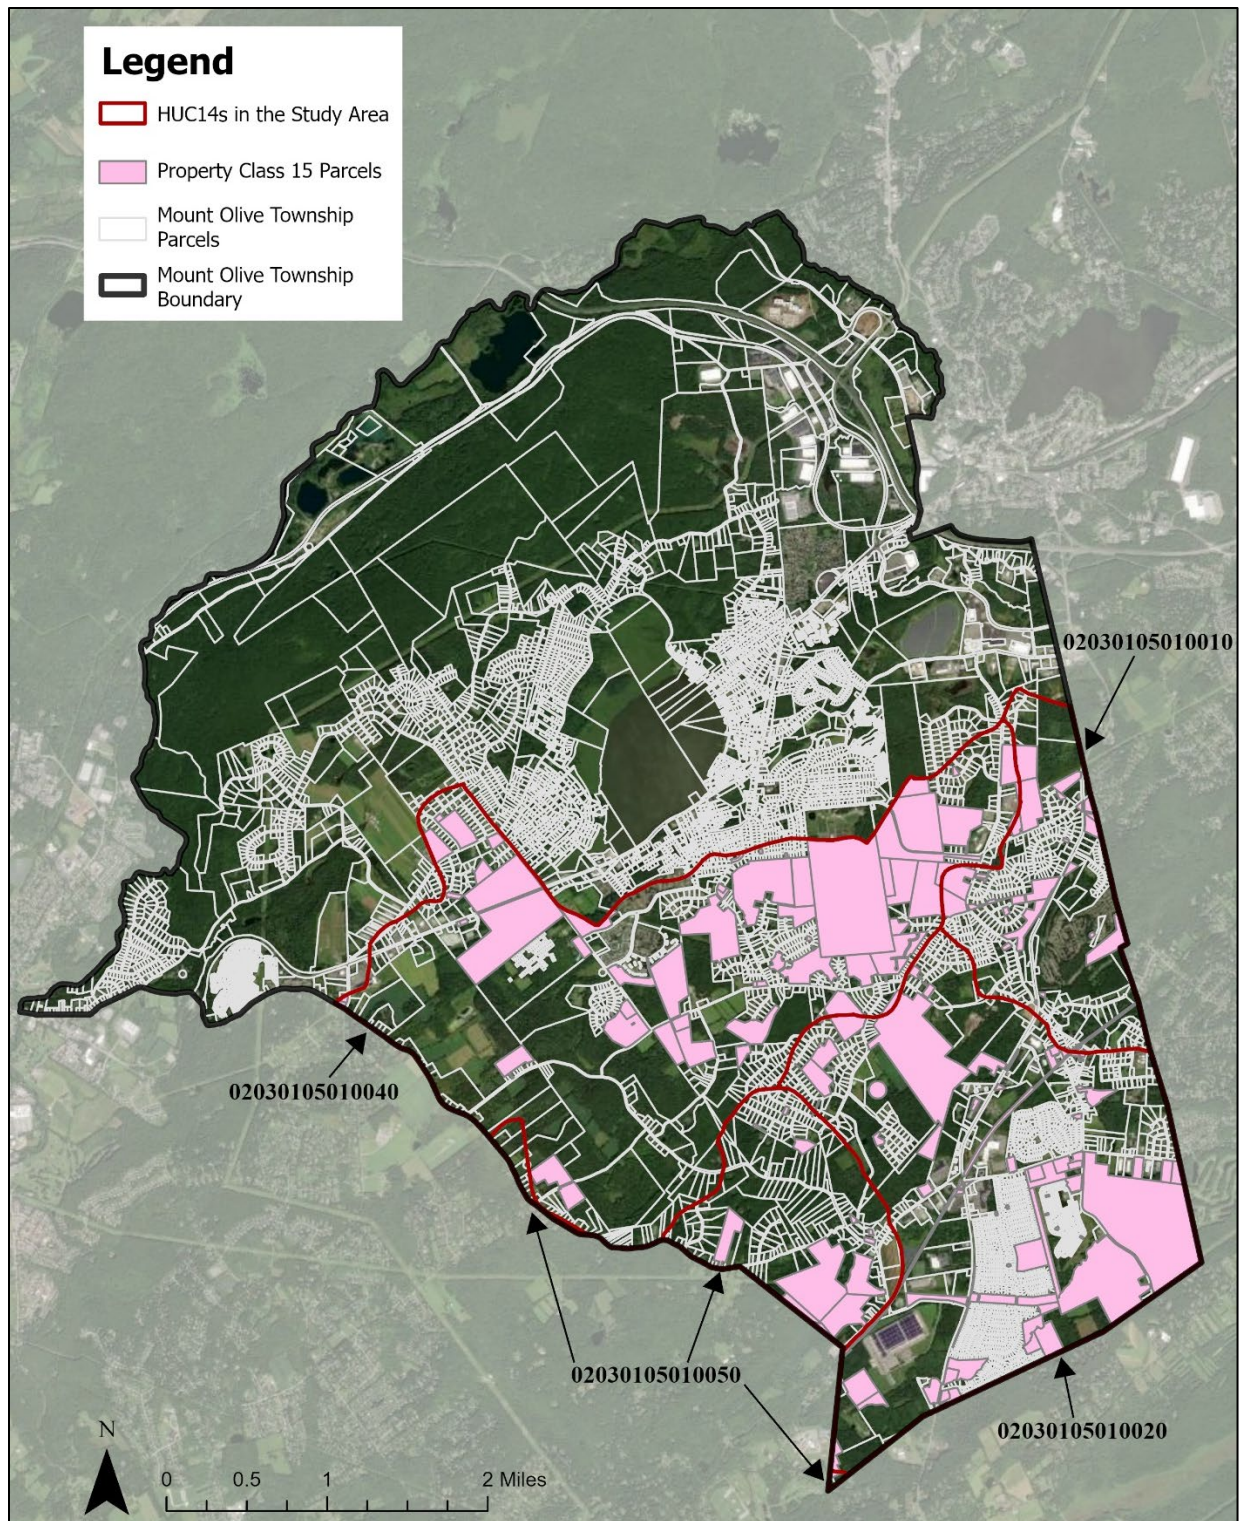 Legend
HUC14s in the Study Area
Property Class 15 Parcels
Mount Olive Township
Parcels
Mount Olive Township
Boundary
02030105010010
02030105010040
02030105010050
02030105010020
N
0 0.5 1 2 Miles